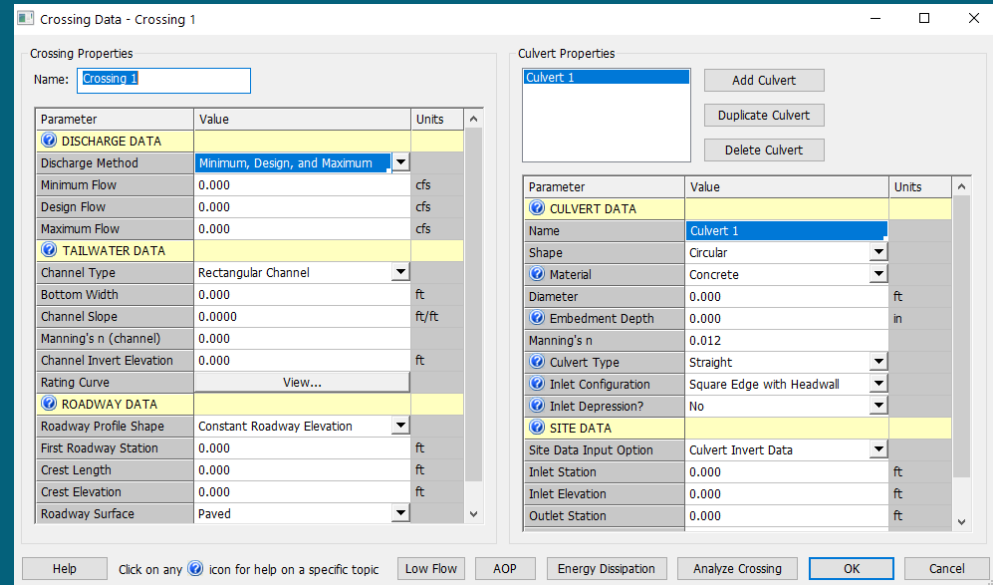 Crossing Data - Crossing 1
Crossing Properties
Name: Crossing 1
Parameter Value Units
DISCHARGE DATA
Discharge Method Minimum, Design, and Maximum
Minimum Flow 0.000 cfs
Design Flow 0.000 cfs
Maximum Flow 0.000 cfs
TAILWATER DATA
Channel Type Rectangular Channel
Bottom Width 0.000 ft
Channel Slope 0.0000 ft/ft
Manning's n (channel) 0.000
Channel Invert Elevation 0.000 ft
Rating Curve View...
ROADWAY DATA
Roadway Profile Shape Constant Roadway Elevation
First Roadway Station 0.000 ft
Crest Length 0.000 ft
Crest Elevation 0.000 ft
Roadway Surface Paved
Culvert Properties
Culvert 1
Add Culvert
Duplicate Culvert
Delete Culvert
Parameter Value Units
CULVERT DATA
Name Culvert 1
Shape Circular
Material Concrete
Diameter 0.000 ft
Embedment Depth 0.000 in
Manning's n 0.012
Culvert Type Straight
Inlet Configuration Square Edge with Headwall
Inlet Depression? No
SITE DATA
Site Data Input Option Culvert Invert Data
Inlet Station 0.000 ft
Inlet Elevation 0.000 ft
Outlet Station 0.000 ft
Help Click on any ? icon for help on a specific topic Low Flow AOP Energy Dissipation Analyze Crossing OK Cancel